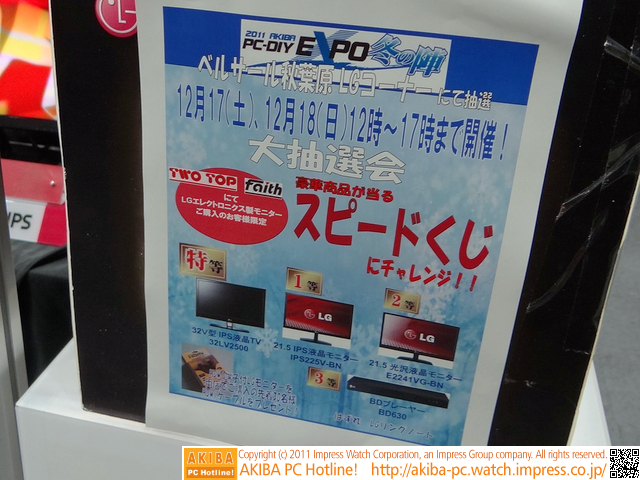 LG
2011 AKIBA
PC-DIY EXPO 冬の陣
ベルサール秋葉原 LGコーナーにて抽選
12月17(土)、12月18(日)12時～17時まで開催！
大抽選会
TWO TOP faith
にて
LGエレクトロニクス製モニター
ご購入のお客様限定
豪華商品が当る
スピードくじ
にチャレンジ！！
特等
1等
2等
LG
LG
32V型 IPS液晶TV
32LV2500
21.5 IPS液晶モニター
IPS225V-BN
21.5 光沢液晶モニター
E2241VG-BN
3等
BDプレーヤー
BD630
IPS
AKIBA
PC Hotline!
Copyright (c) 2011 Impress Watch Corporation, an Impress Group company. All rights reserved.
AKIBA PC Hotline! http://akiba-pc.watch.impress.co.jp/